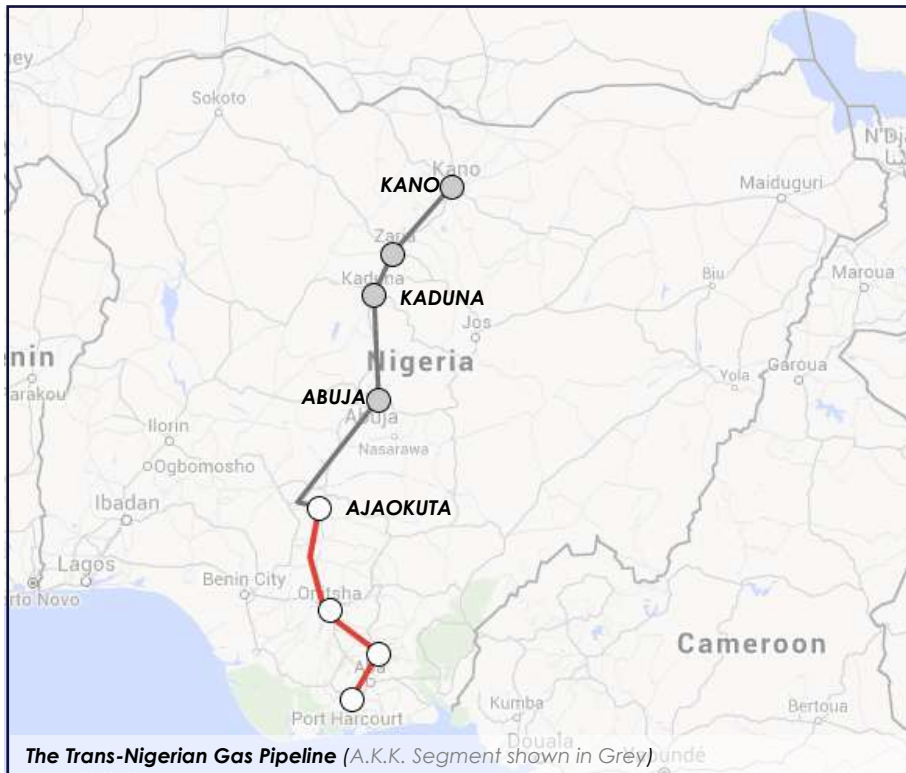 Sokoto
N'Dj
KANO
Kano
Maiduguri
Zaria
Kaduna
KADUNA
Biu
Maroua
Jos
Nigeria
Garoua
Yola
Parakou
ABUJA
Abuja
Ilorin
Nasarawa
Ogbomosho
Ibadan
AJAOKUTA
Lagos
Benin City
Porto Novo
Onitsha
Cameroon
Aba
Port Harcourt
Kumba
Bertoua
Douala
The Trans-Nigerian Gas Pipeline (A.K.K. Segment shown in Grey)